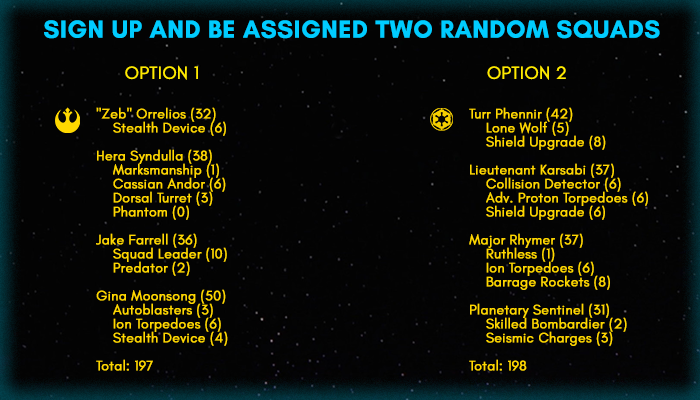 SIGN UP AND BE ASSIGNED TWO RANDOM SQUADS
OPTION 1
"Zeb" Orrelios (32)
Stealth Device (6)
Hera Syndulla (38)
Marksmanship (1)
Cassian Andor (6)
Dorsal Turret (3)
Phantom (0)
Jake Farrell (36)
Squad Leader (10)
Predator (2)
Gina Moonsong (50)
Autoblasters (3)
Ion Torpedoes (6)
Stealth Device (4)
Total: 197
OPTION 2
Turr Phennir (42)
Lone Wolf (5)
Shield Upgrade (8)
Lieutenant Karsabi (37)
Collision Detector (6)
Adv. Proton Torpedoes (6)
Shield Upgrade (6)
Major Rhymer (37)
Ruthless (1)
Ion Torpedoes (6)
Barrage Rockets (8)
Planetary Sentinel (31)
Skilled Bombardier (2)
Seismic Charges (3)
Total: 198